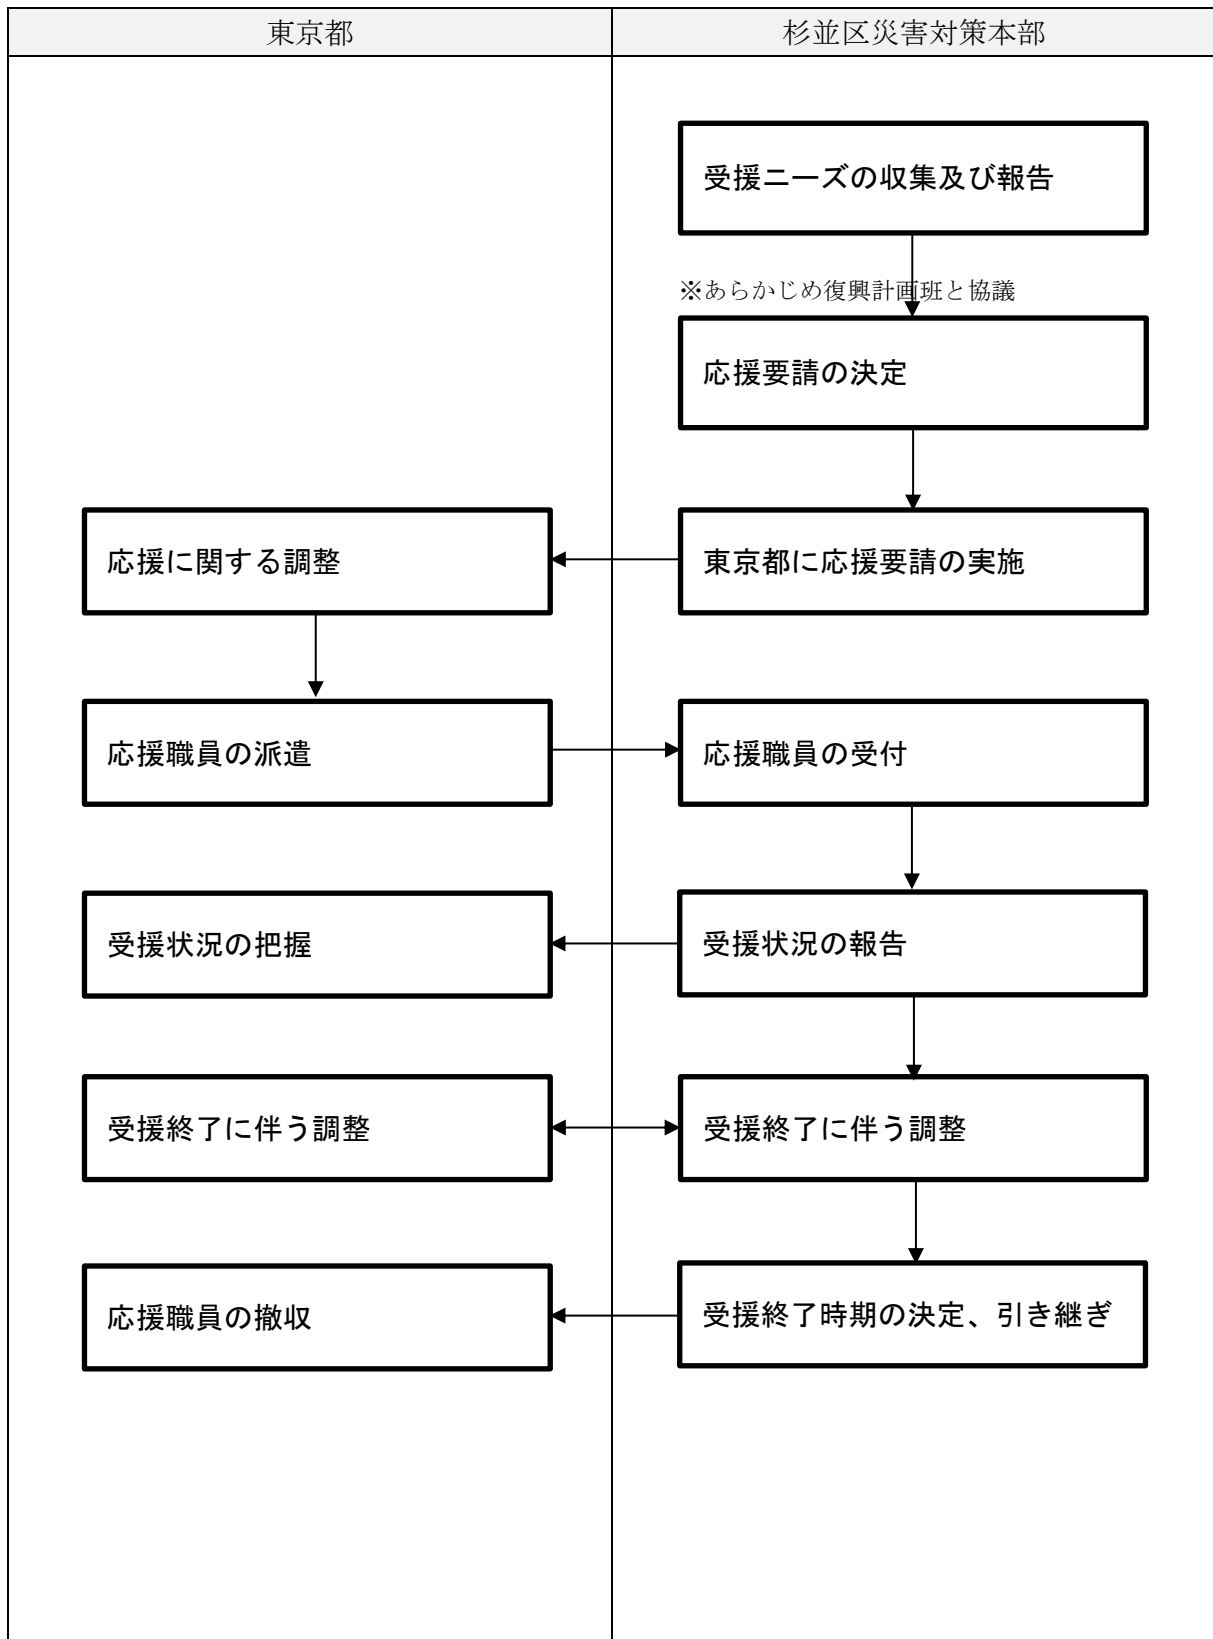 東京都
杉並区災害対策本部
受援ニーズの収集及び報告
※あらかじめ復興計画班と協議
応援要請の決定
応援に関する調整
東京都に応援要請の実施
応援職員の派遣
応援職員の受付
受援状況の把握
受援状況の報告
受援終了に伴う調整
受援終了に伴う調整
応援職員の撤収
受援終了時期の決定、引き継ぎ